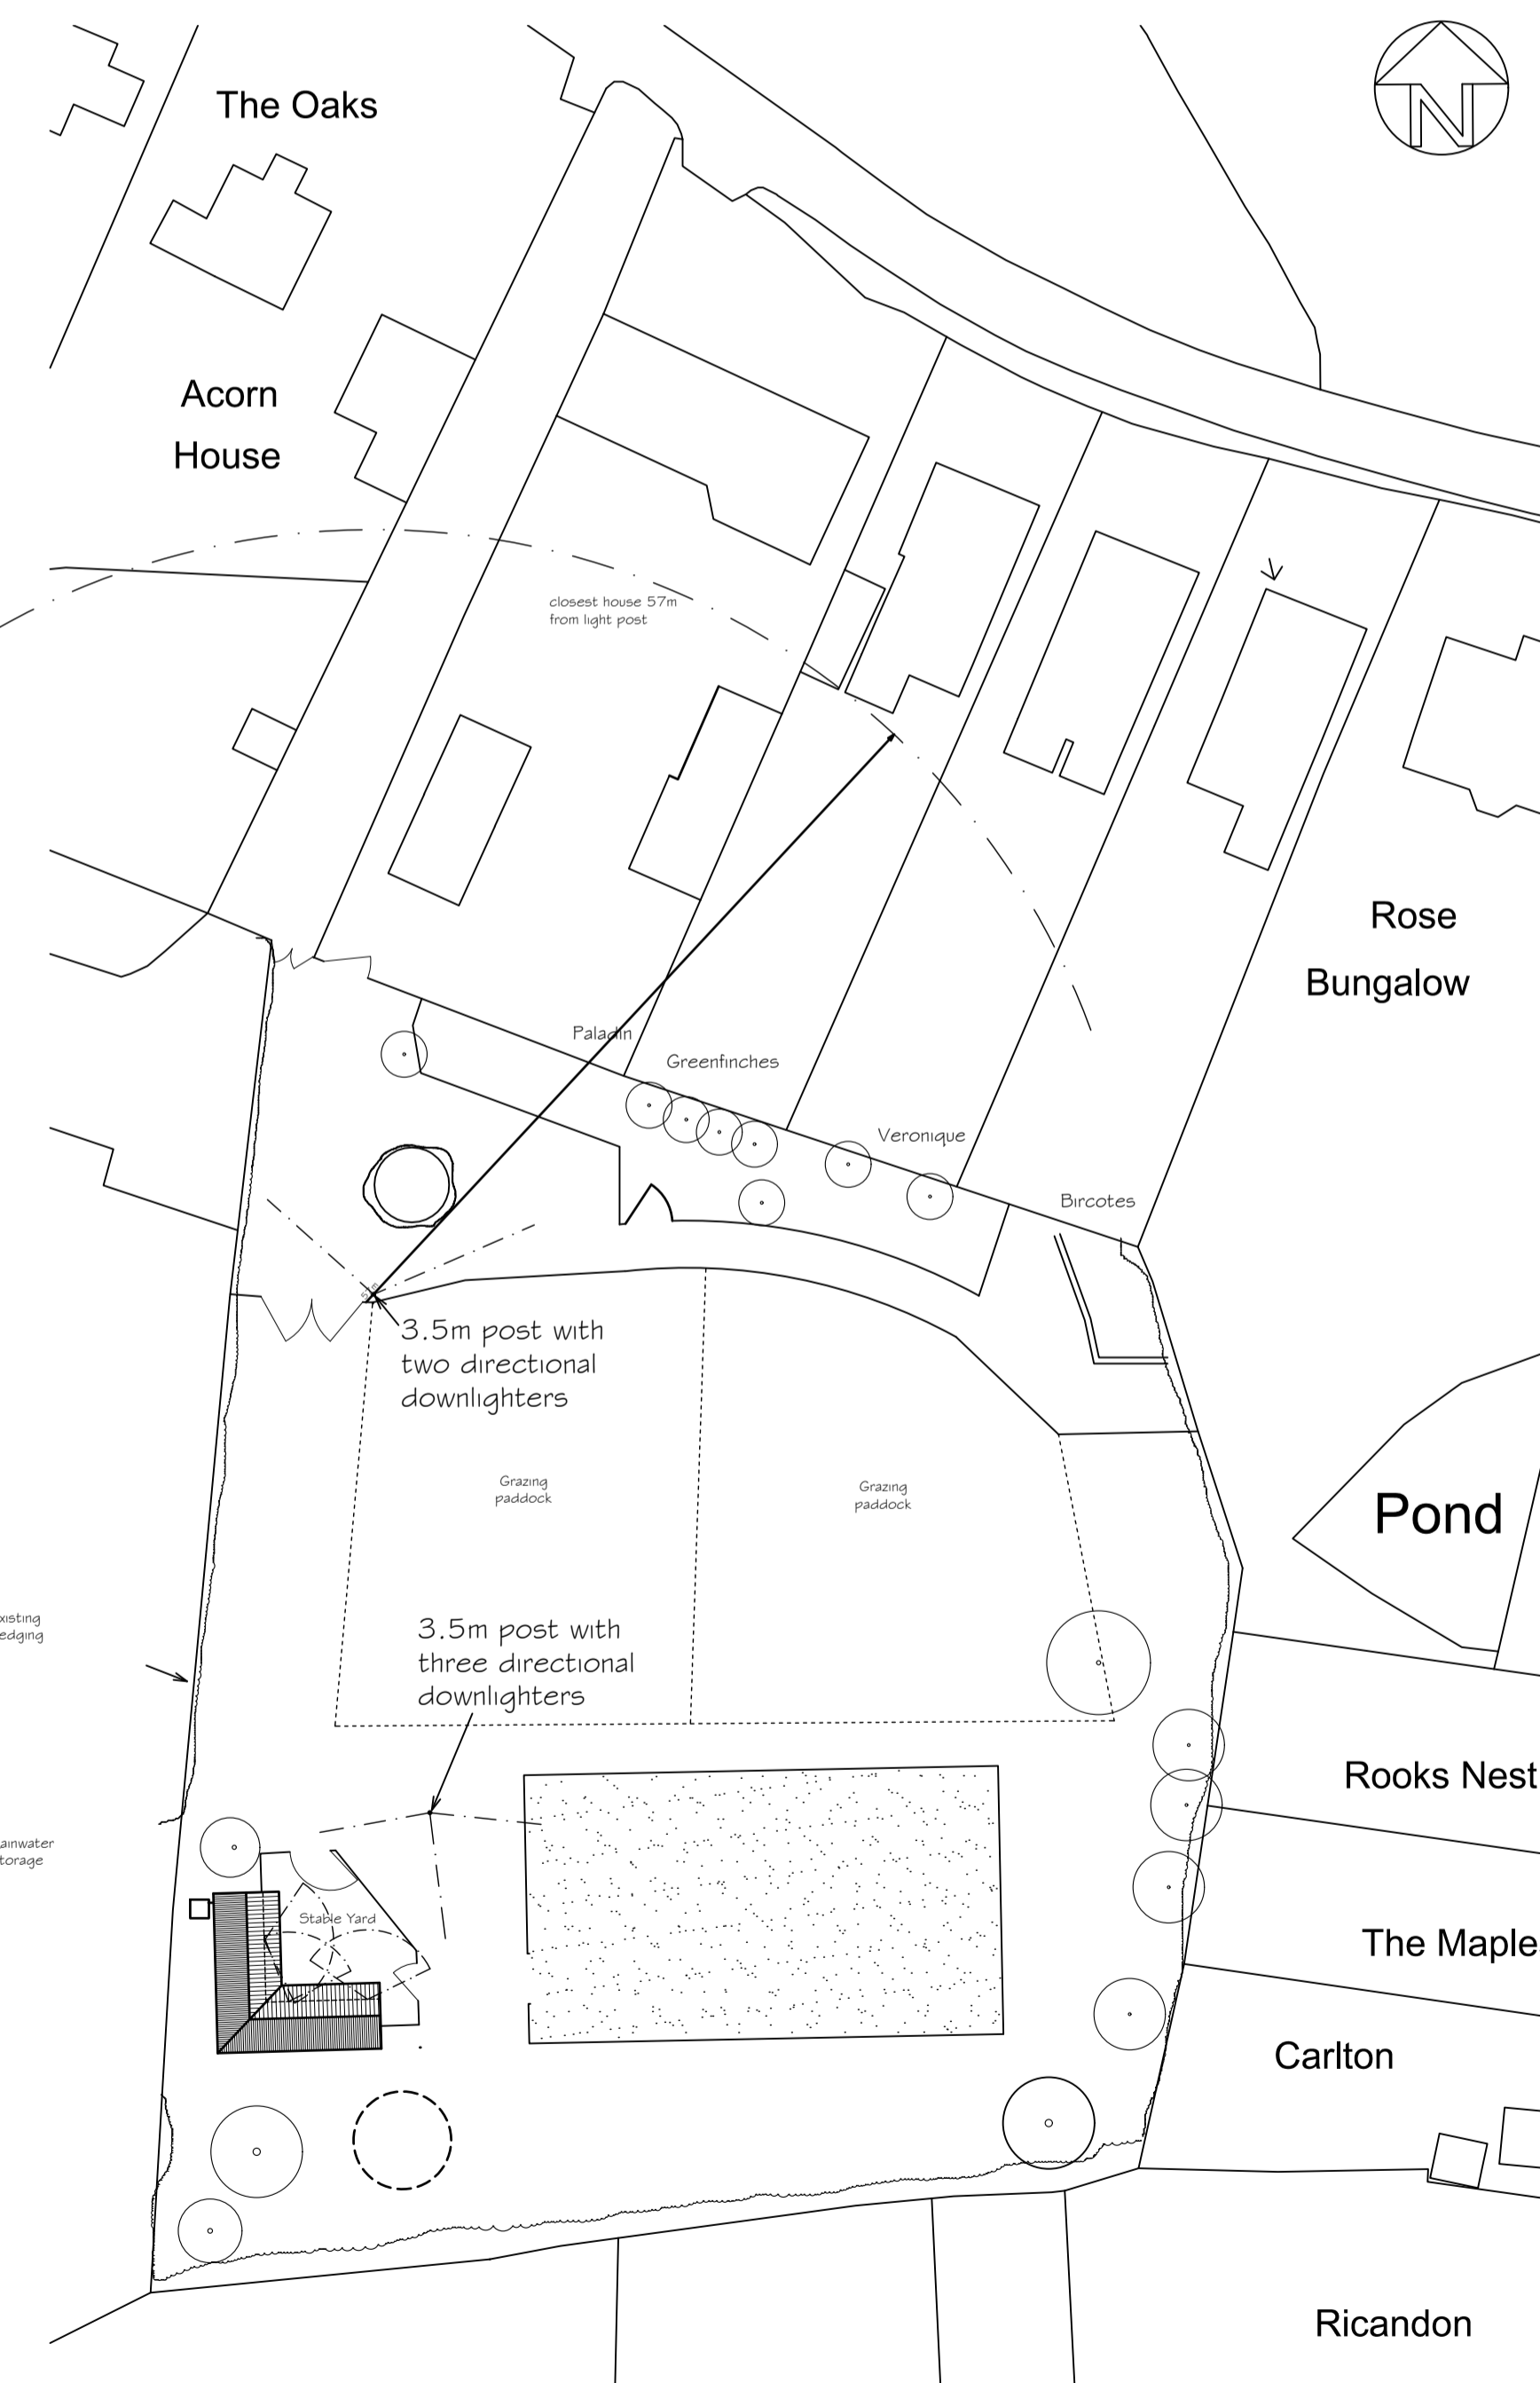 The Oaks
N
Acorn
House
closest house 57m
from light post
Rose
Bungalow
Paladin
Greenfinches
Veronique
Bircotes
3.5m post with
two directional
downlighters
Grazing
paddock
Grazing
paddock
Pond
xisting
edging
3.5m post with
three directional
downlighters
Rooks Nest
ainwater
torage
Stable Yard
The Maple
Carlton
Ricandon